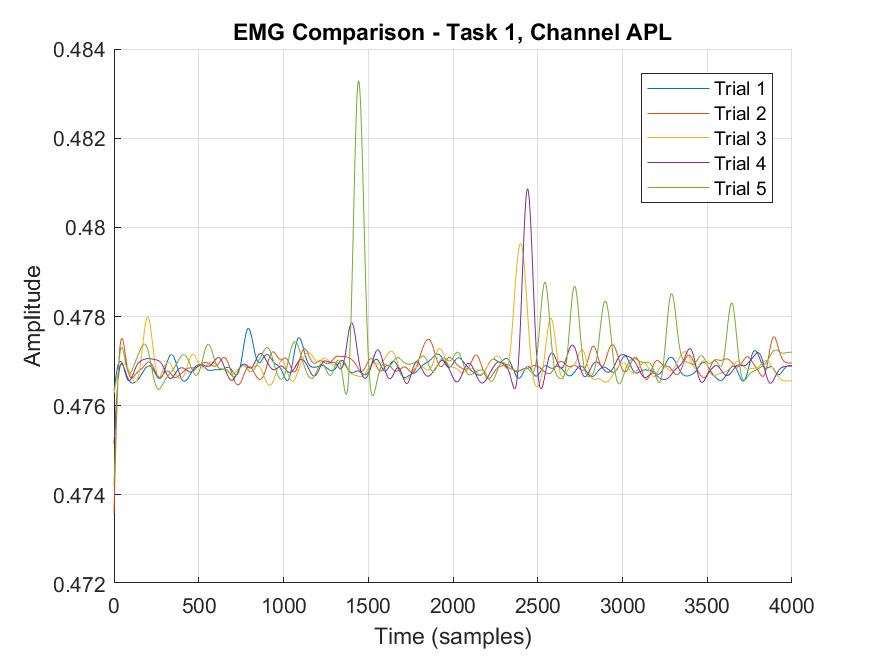 EMG Comparison - Task 1, Channel APL
0.484
0.482
0.48
0.478
0.476
0.474
0.472
Amplitude
Trial 1
Trial 2
Trial 3
Trial 4
Trial 5
0 500 1000 1500 2000 2500 3000 3500 4000
Time (samples)